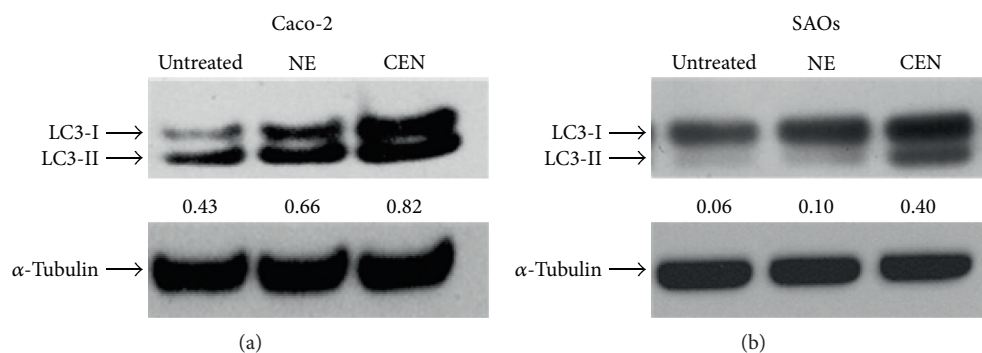 Caco-2
Untreated NE CEN
LC3-I
LC3-II
0.43 0.66 0.82
α-Tubulin
(a)
SAOs
Untreated NE CEN
LC3-I
LC3-II
0.06 0.10 0.40
α-Tubulin
(b)